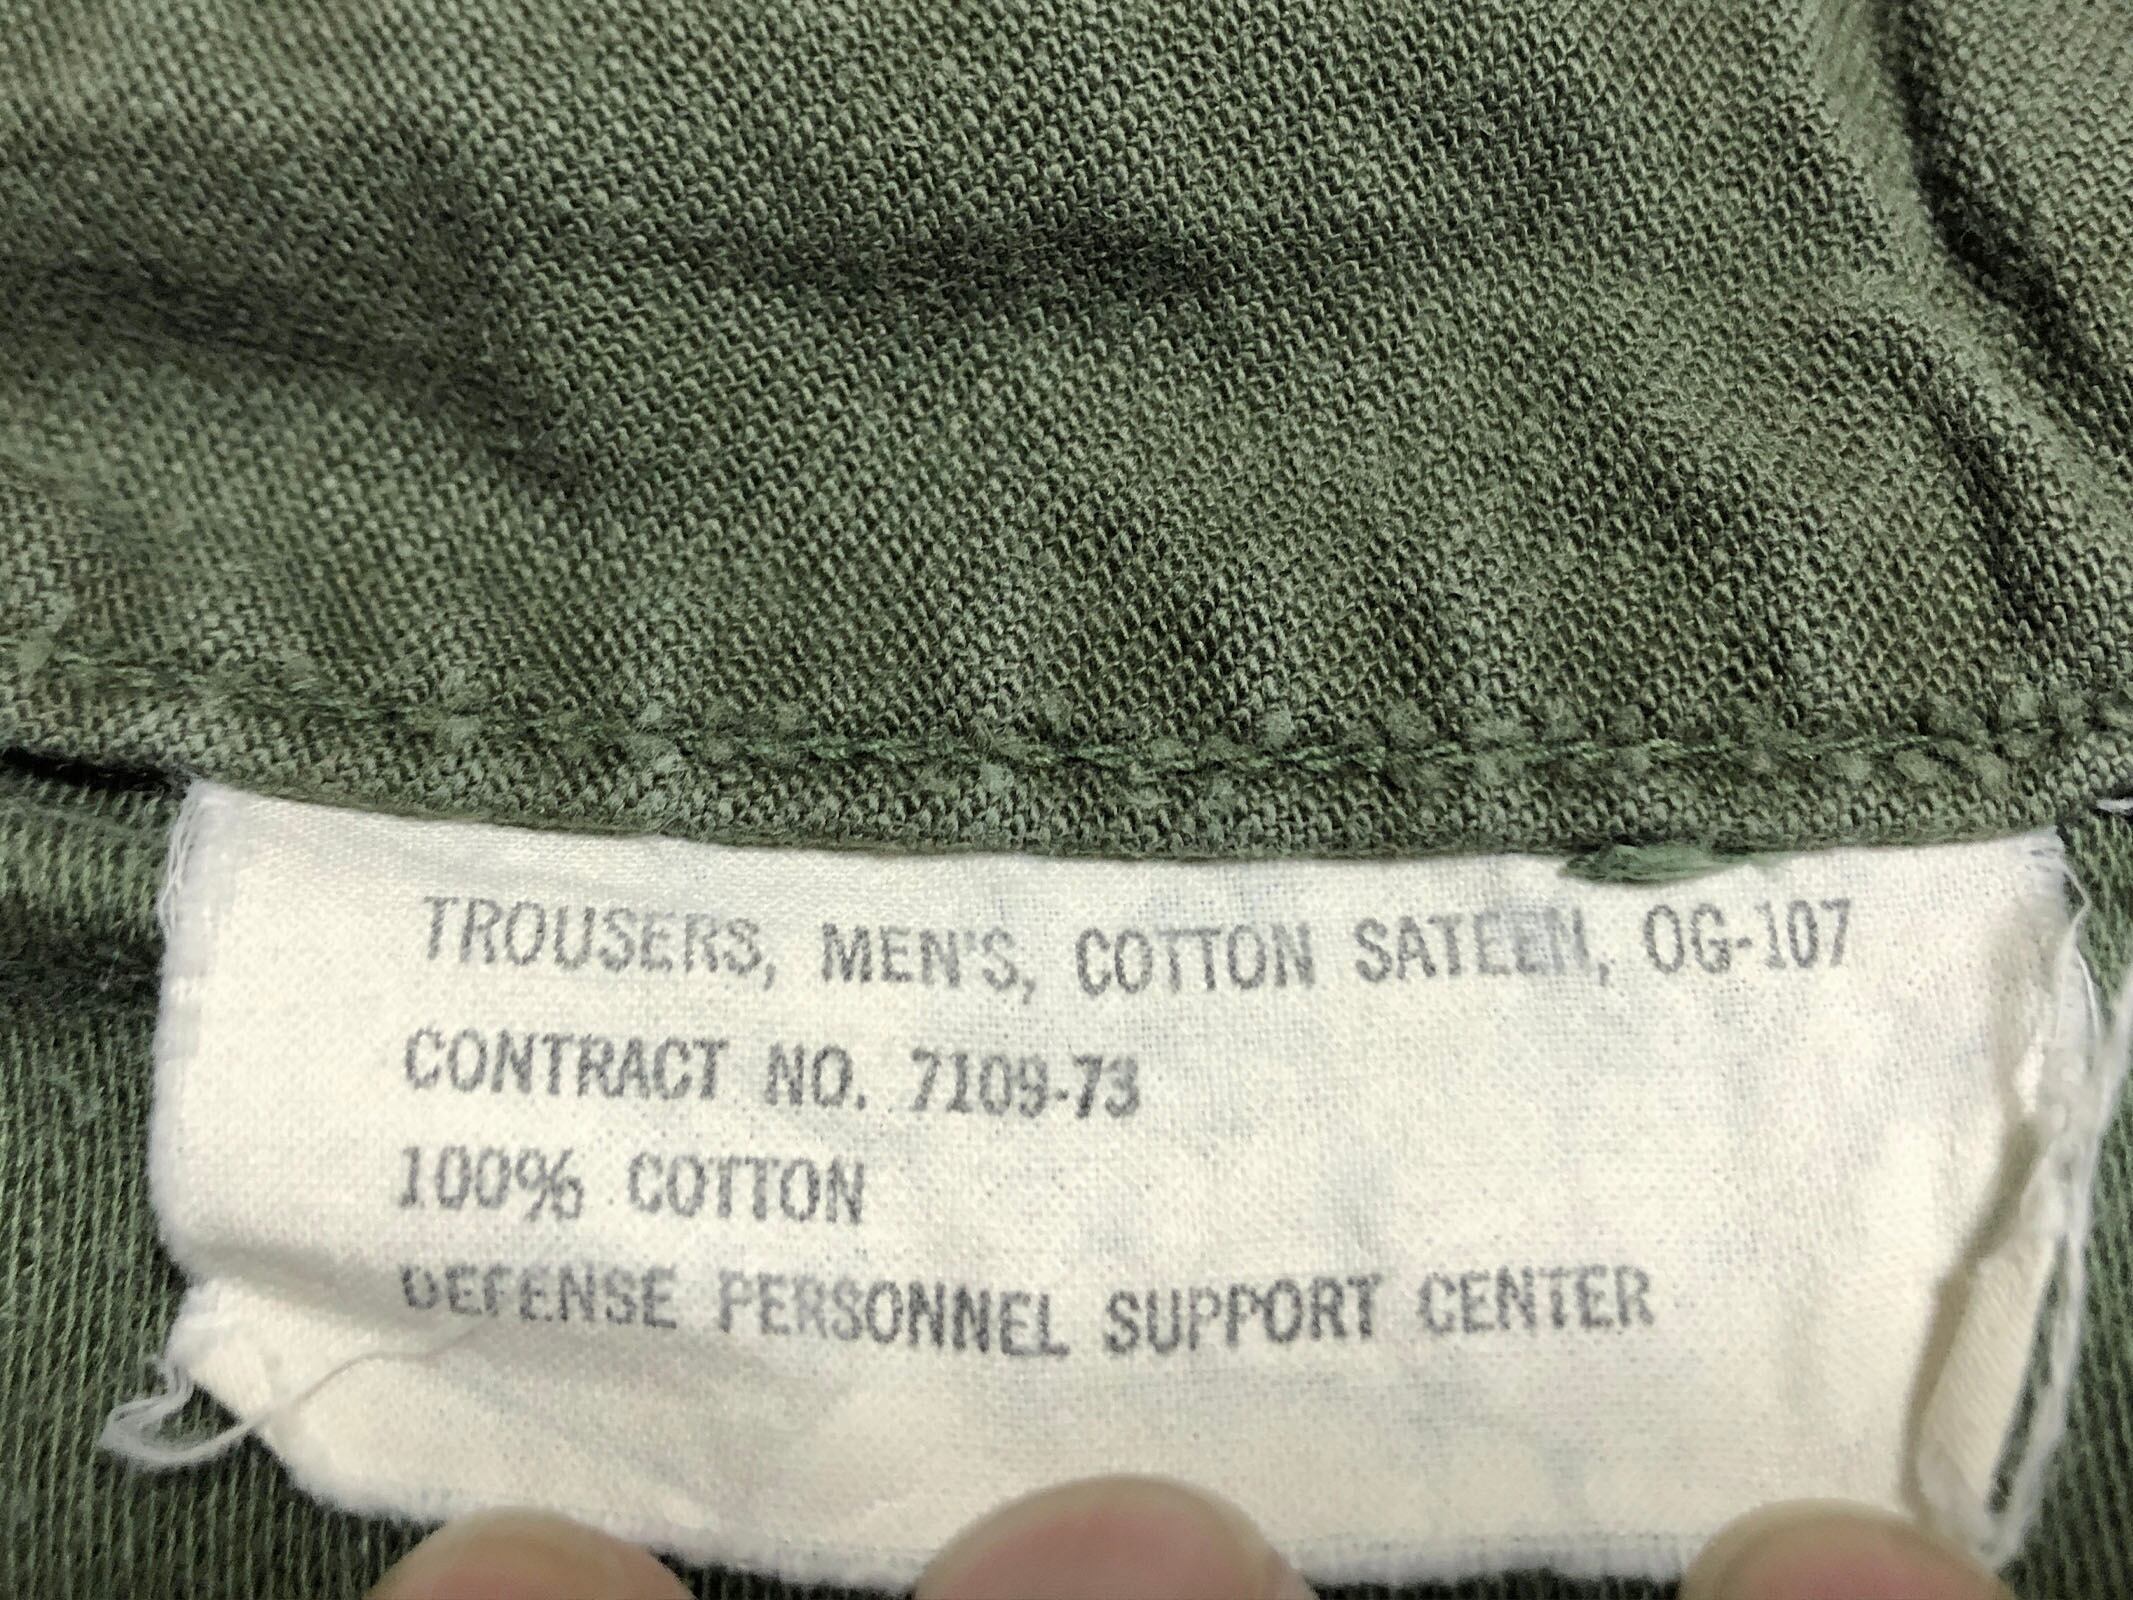 TROUSERS, MEN'S, COTTON SATEEN, OG-107
CONTRACT NO. 7109-73
100% COTTON
DEFENSE PERSONNEL SUPPORT CENTER